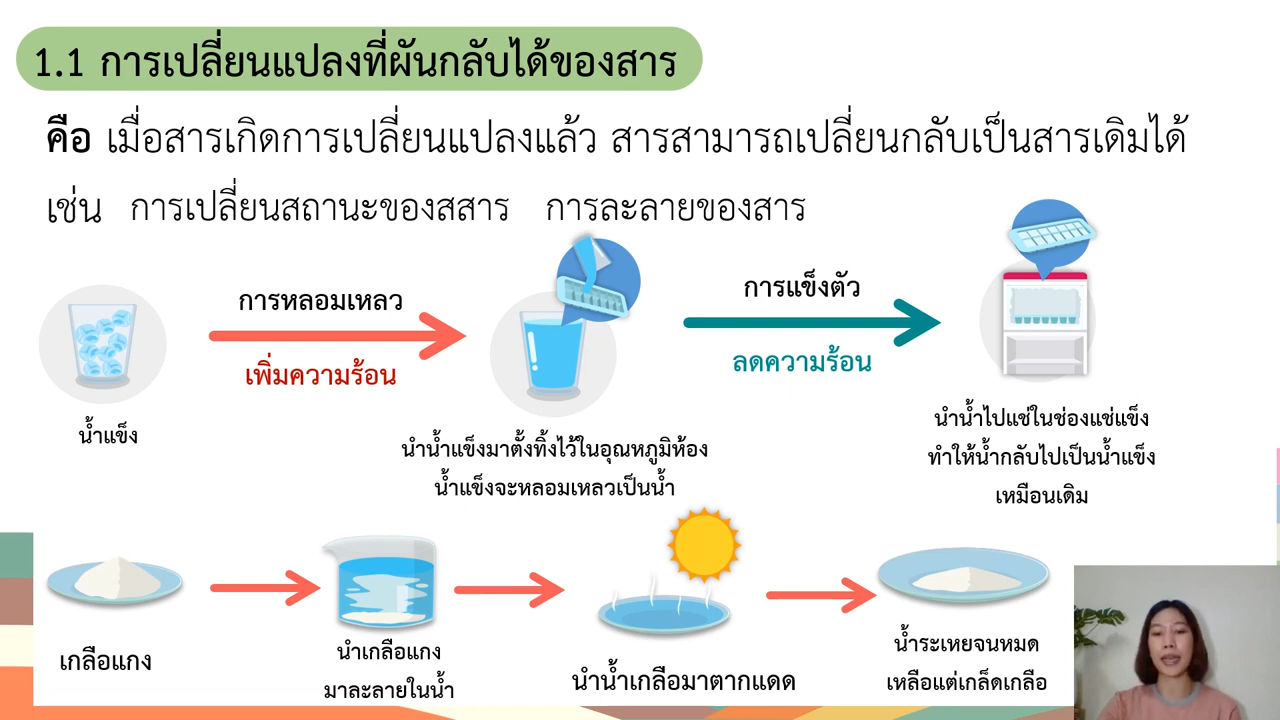 1.1 การเปลี่ยนแปลงที่ผันกลับได้ของสาร
คือ เมื่อสารเกิดการเปลี่ยนแปลงแล้ว สารสามารถเปลี่ยนกลับเป็นสารเดิมได้
เช่น การเปลี่ยนสถานะของสสาร การละลายของสาร
การหลอมเหลว
เพิ่มความร้อน
การแข็งตัว
ลดความร้อน
น้ำแข็ง
นำน้ำแข็งมาตั้งทิ้งไว้ในอุณหภูมิห้อง
น้ำแข็งจะหลอมเหลวเป็นน้ำ
นำน้ำไปแช่ในช่องแช่แข็ง
ทำให้น้ำกลับไปเป็นน้ำแข็ง
เหมือนเดิม
เกลือแกง
นำเกลือแกง
มาละลายในน้ำ
นำน้ำเกลือมาตากแดด
น้ำระเหยจนหมด
เหลือแต่เกล็ดเกลือ